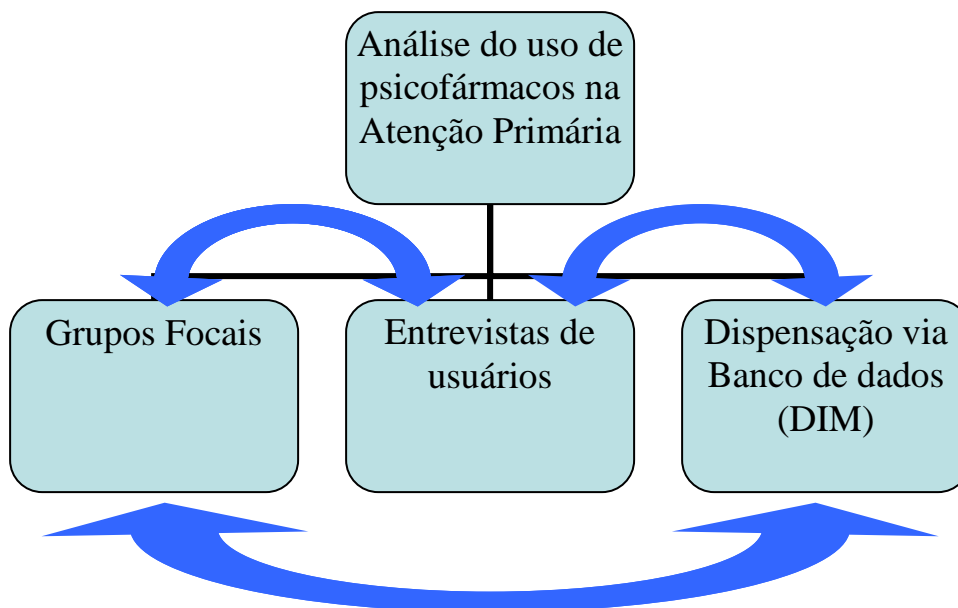 Análise do uso de
psicofármacos na
Atenção Primária
Grupos Focais
Entrevistas de
usuários
Dispensação via
Banco de dados
(DIM)